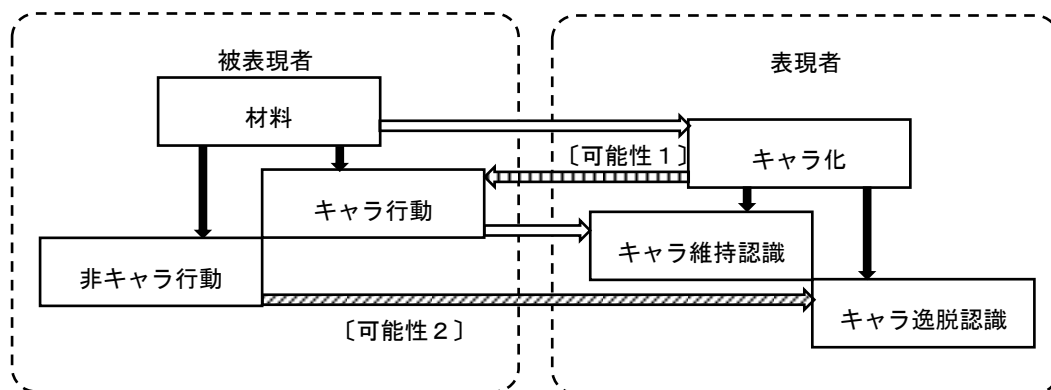 被表現者
表現者
材料
〔可能性１〕
キャラ化
キャラ行動
キャラ維持認識
非キャラ行動
キャラ逸脱認識
〔可能性２〕